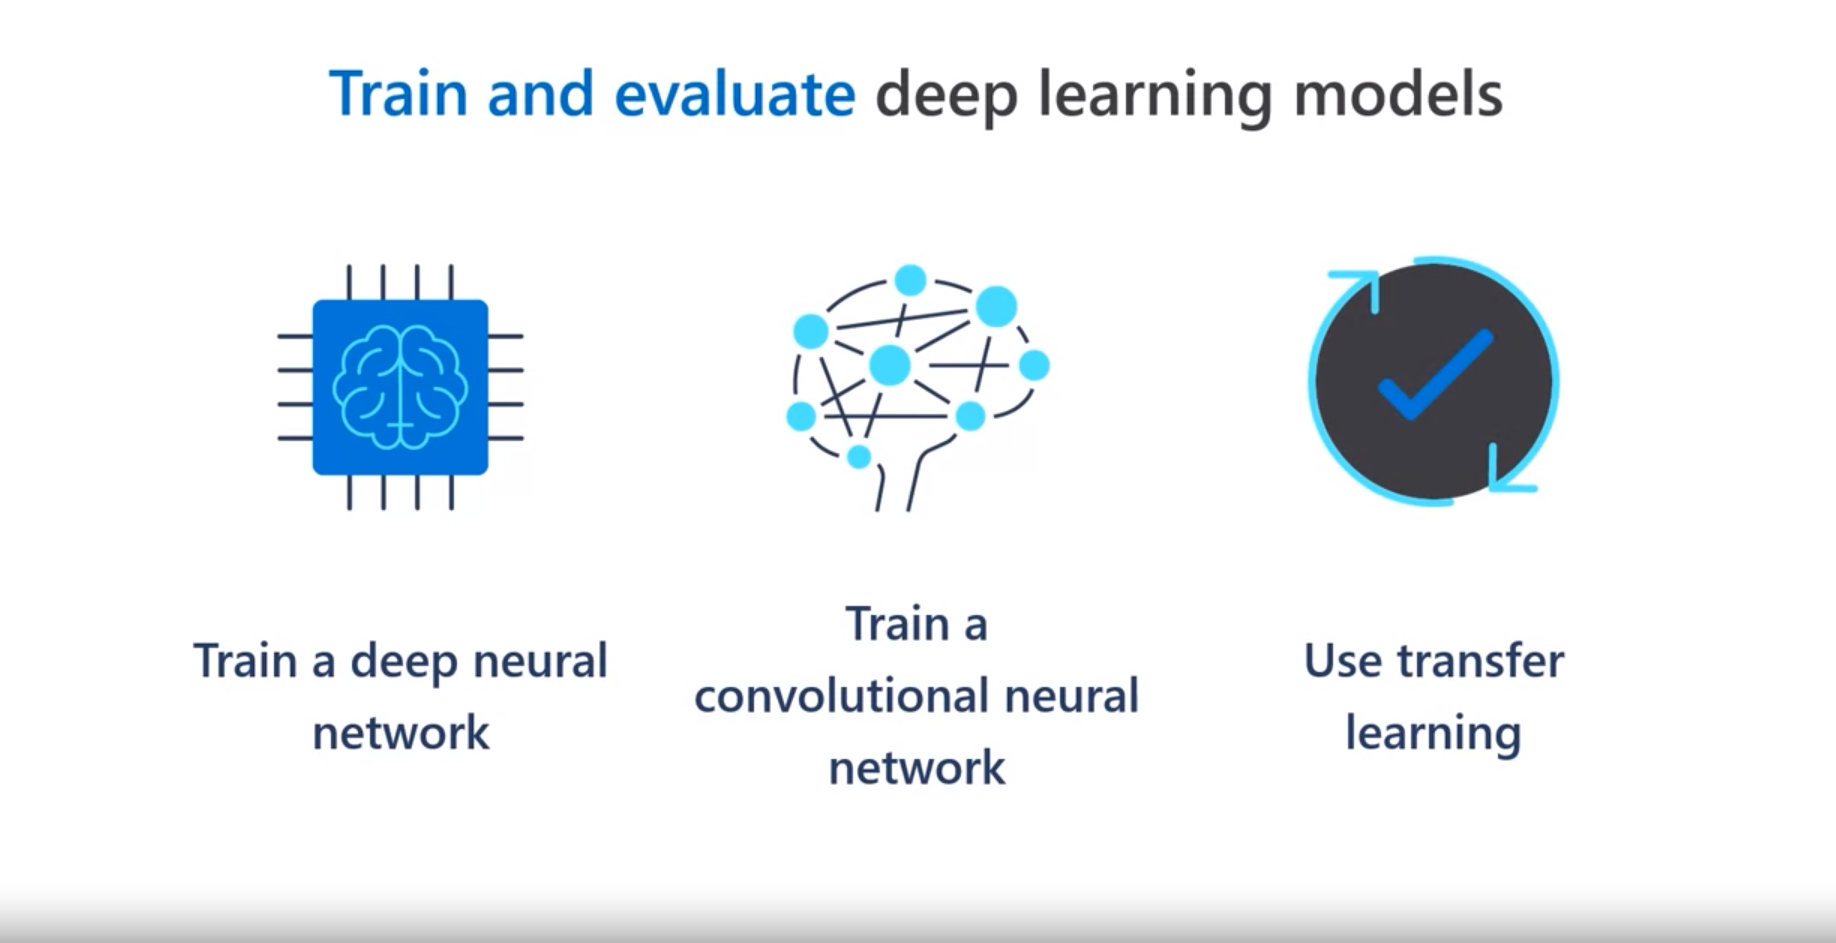 Train and evaluate deep learning models
Train a deep neural
network
Train a
convolutional neural
network
Use transfer
learning